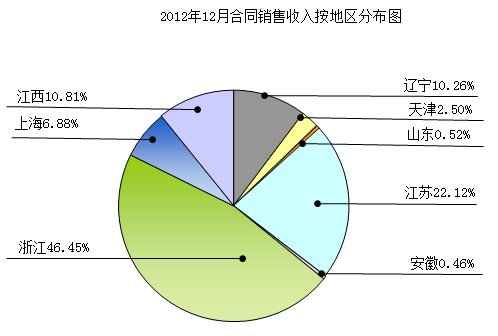 2012年12月合同销售收入按地区分布图
辽宁10.26%
江西10.81%
天津2.50%
上海6.88%
山东0.52%
江苏22.12%
浙江46.45%
安徽0.46%